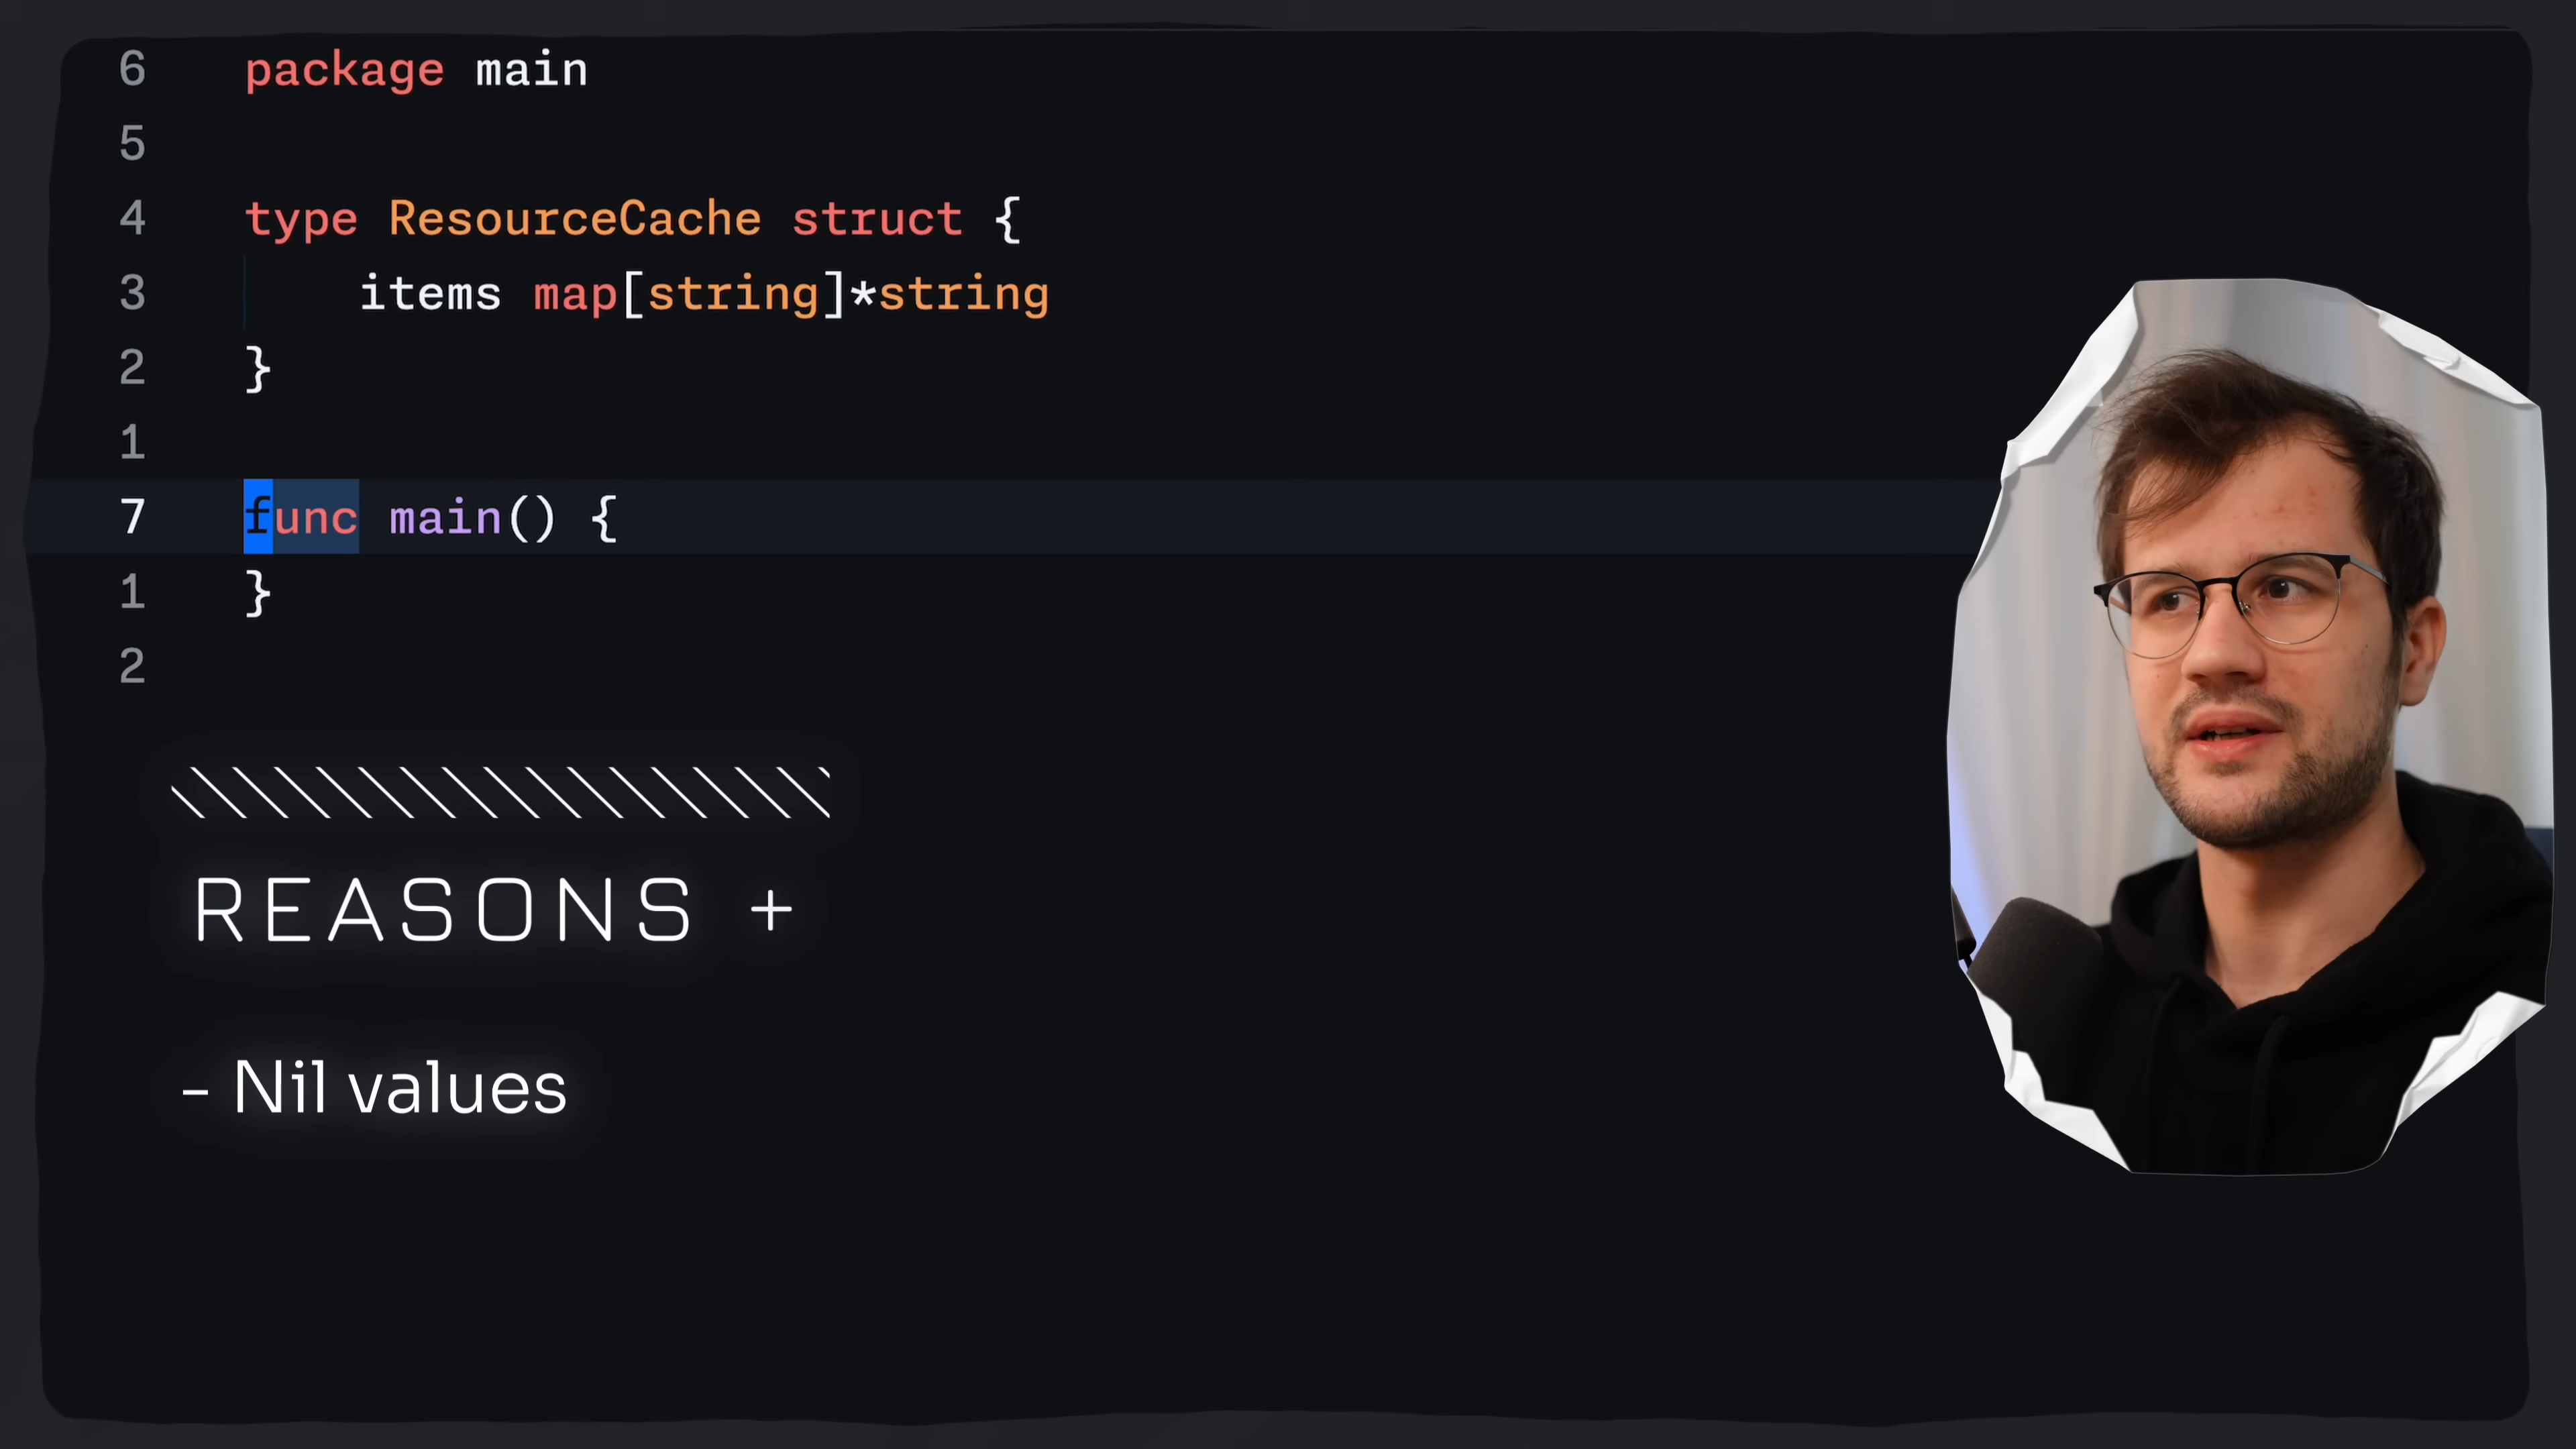 6 package main
5
4 type ResourceCache struct {
3 items map[string]*string
2 }
1
7 func main() {
1 }
2
REASONS +
- Nil values